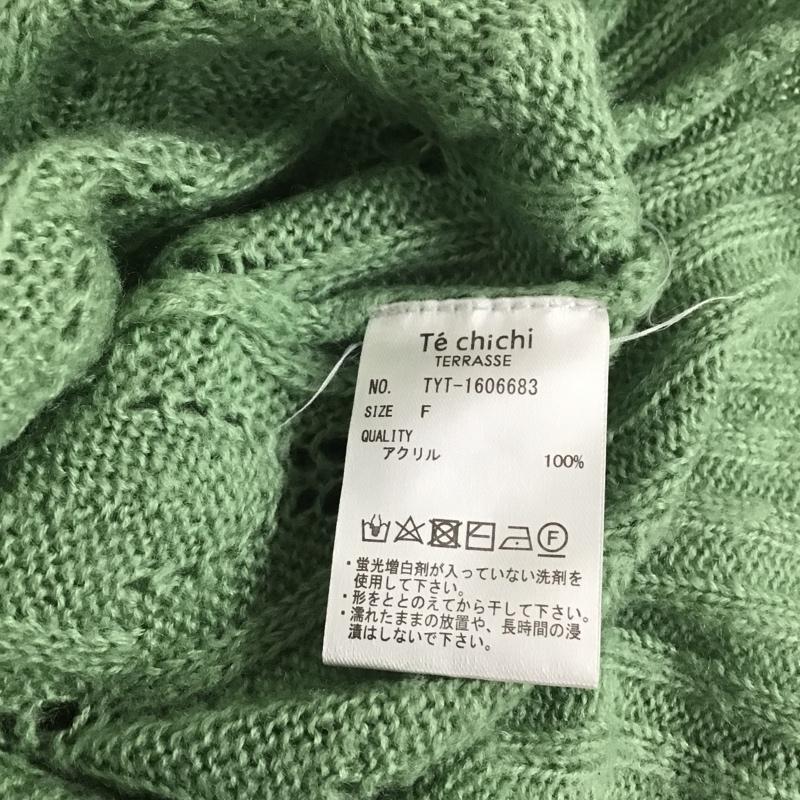 Té chichi
TERRASSE
NO. TYT-1606683
SIZE F
QUALITY
アクリル 100%
F
・蛍光増白剤が入っていない洗剤を
使用して下さい。
・形をととのえてから干して下さい。
・濡れたままの放置や、長時間の浸
漬はしないで下さい。